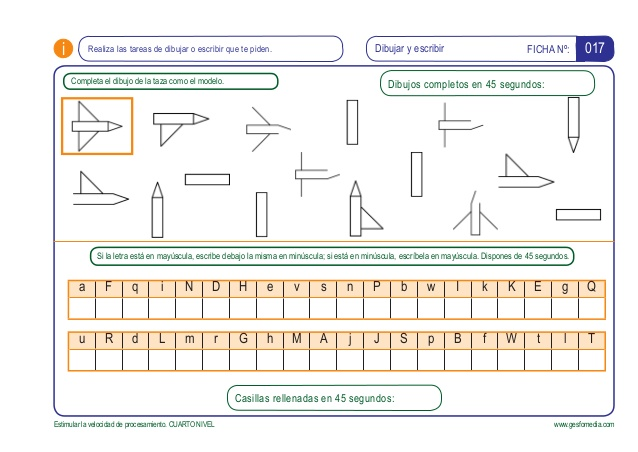 i
Realiza las tareas de dibujar o escribir que te piden.
Dibujar y escribir
FICHA Nº:
017
Completa el dibujo de la taza como el modelo.
Dibujos completos en 45 segundos:
Si la letra está en mayúscula, escribe debajo la misma en minúscula; si está en minúscula, escríbela en mayúscula. Dispones de 45 segundos.
a F q i N D H e v s n P b w l k K E g Q
u R d L m r G h M A j J S p B f W t l T
Casillas rellenadas en 45 segundos:
Estimular la velocidad de procesamiento. CUARTO NIVEL
www.gesfomedia.com